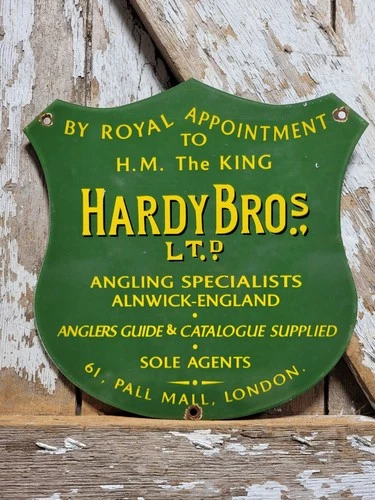 BY ROYAL APPOINTMENT
TO
H.M. The KING
HARDY BROS.,
LTD
ANGLING SPECIALISTS
ALNWICK-ENGLAND
ANGLERS GUIDE & CATALOGUE SUPPLIED
SOLE AGENTS
61, PALL MALL, LONDON.